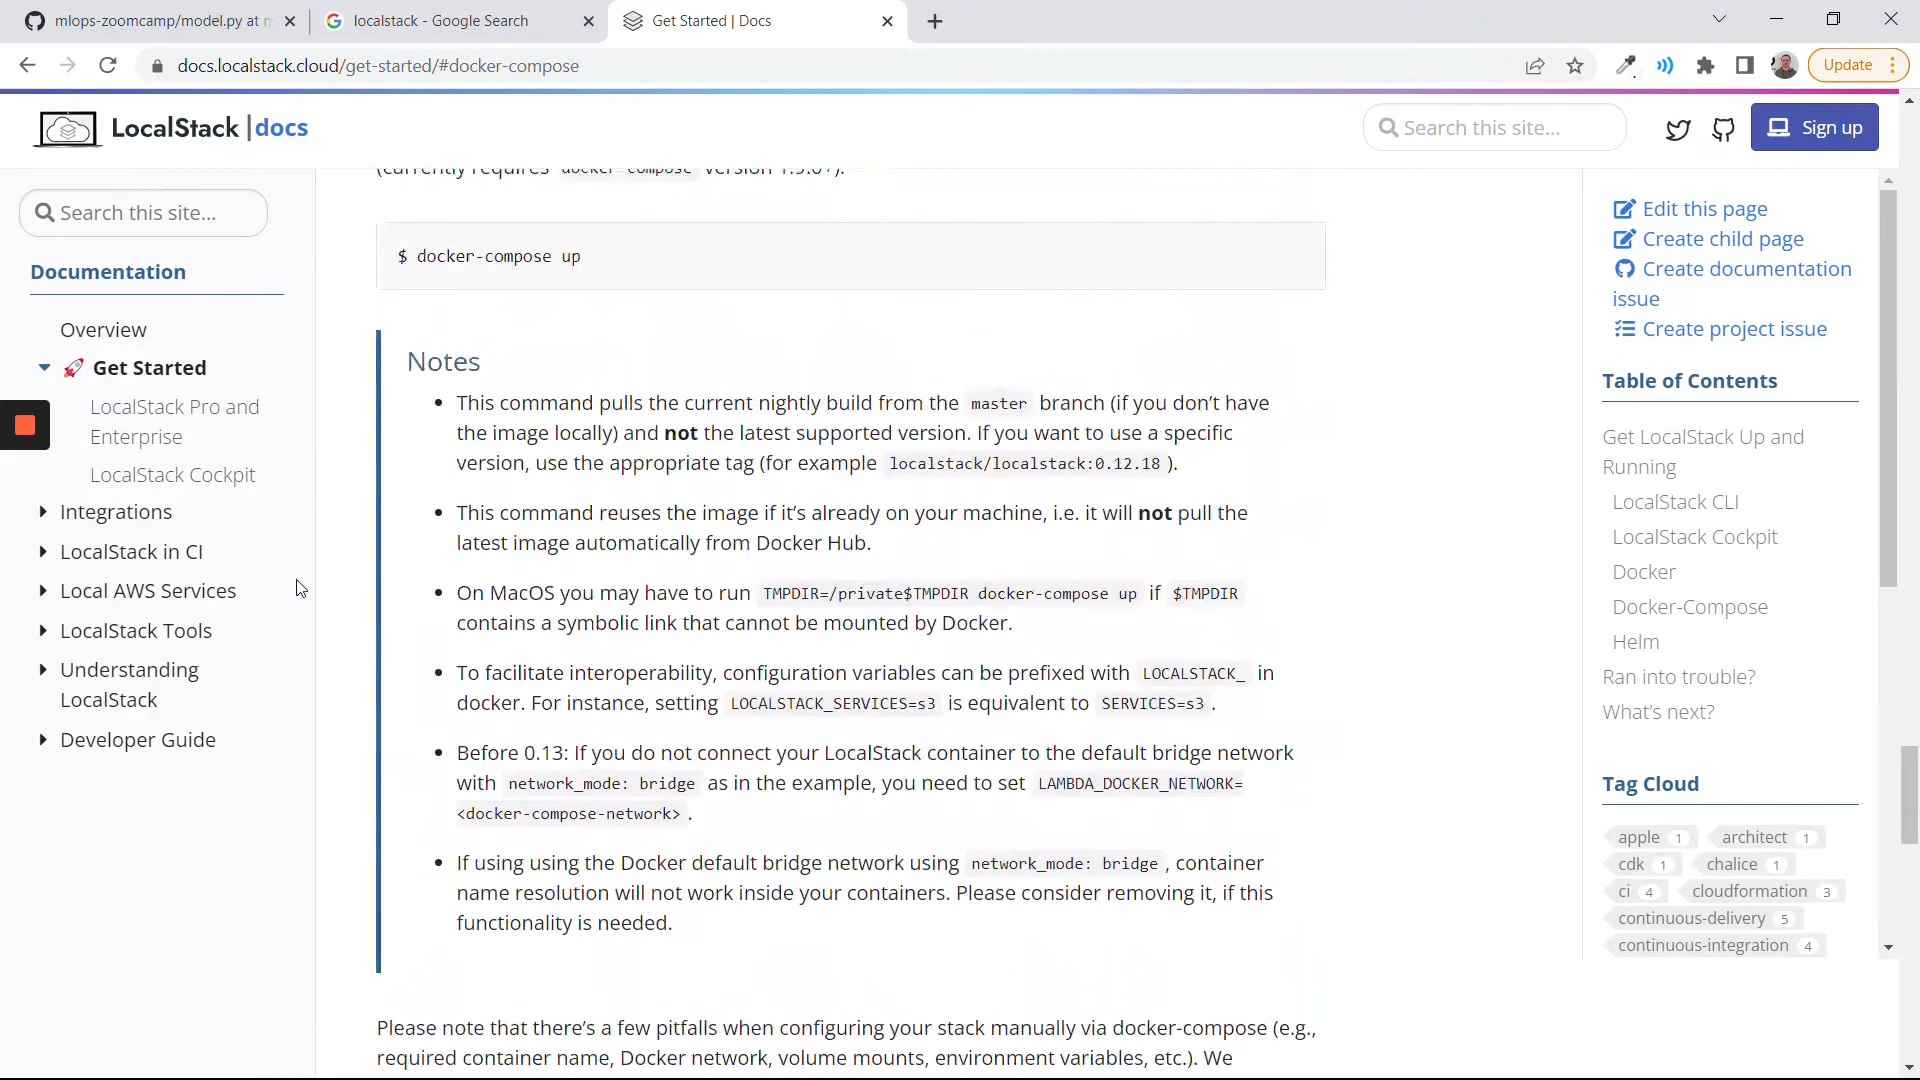 mlops-zoomcamp/model.py at m
localstack - Google Search
Get Started | Docs
docs.localstack.cloud/get-started/#docker-compose
Update
LocalStack | docs
Search this site...
Sign up
Search this site...
Documentation
Overview
🚀 Get Started
LocalStack Pro and
Enterprise
LocalStack Cockpit
Integrations
LocalStack in CI
Local AWS Services
LocalStack Tools
Understanding
LocalStack
Developer Guide
(currently requires docker-compose version 1.9.0+).
$ docker-compose up
Notes
• This command pulls the current nightly build from the master branch (if you don’t have
the image locally) and not the latest supported version. If you want to use a specific
version, use the appropriate tag (for example localstack/localstack:0.12.18 ).
• This command reuses the image if it’s already on your machine, i.e. it will not pull the
latest image automatically from Docker Hub.
• On MacOS you may have to run TMPDIR=/private$TMPDIR docker-compose up if $TMPDIR
contains a symbolic link that cannot be mounted by Docker.
• To facilitate interoperability, configuration variables can be prefixed with LOCALSTACK_ in
docker. For instance, setting LOCALSTACK_SERVICES=s3 is equivalent to SERVICES=s3 .
• Before 0.13: If you do not connect your LocalStack container to the default bridge network
with network_mode: bridge as in the example, you need to set LAMBDA_DOCKER_NETWORK=
<docker-compose-network> .
• If using using the Docker default bridge network using network_mode: bridge , container
name resolution will not work inside your containers. Please consider removing it, if this
functionality is needed.
Please note that there’s a few pitfalls when configuring your stack manually via docker-compose (e.g.,
required container name, Docker network, volume mounts, environment variables, etc.). We
Edit this page
Create child page
Create documentation
issue
Create project issue
Table of Contents
Get LocalStack Up and
Running
LocalStack CLI
LocalStack Cockpit
Docker
Docker-Compose
Helm
Ran into trouble?
What’s next?
Tag Cloud
apple 1 architect 1
cdk 1 chalice 1
ci 4 cloudformation 3
continuous-delivery 5
continuous-integration 4